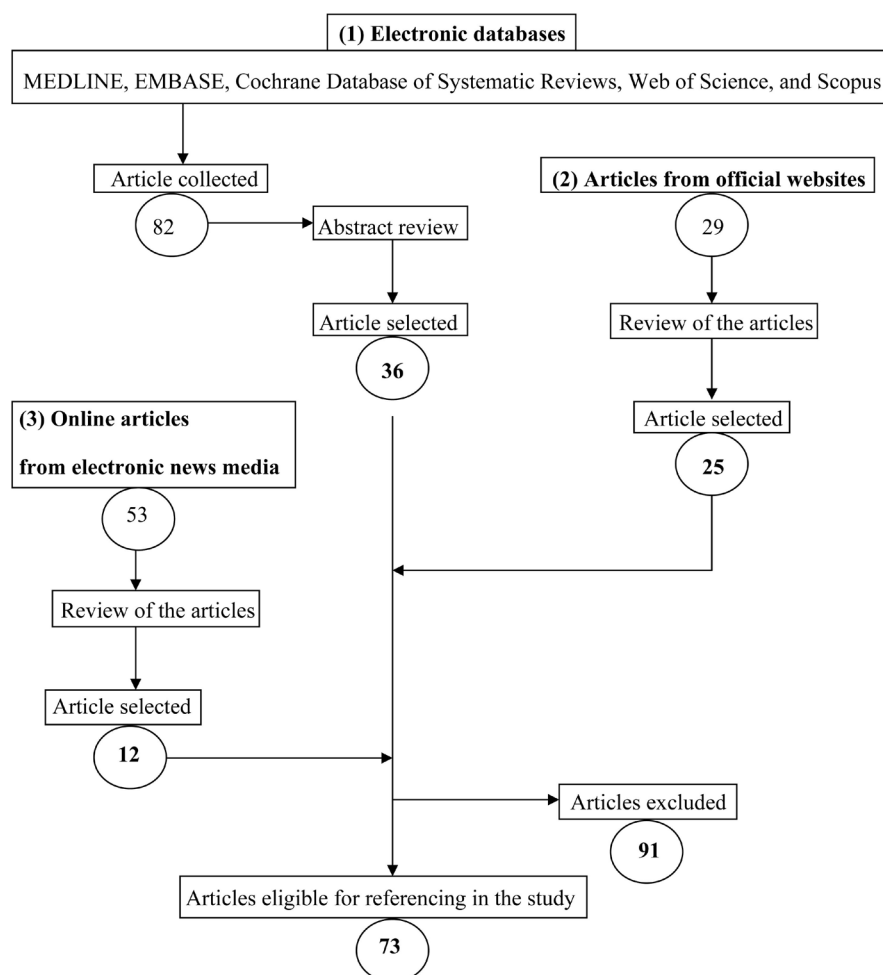 (1) Electronic databases
MEDLINE, EMBASE, Cochrane Database of Systematic Reviews, Web of Science, and Scopus
Article collected
82
Abstract review
Article selected
36
(2) Articles from official websites
29
Review of the articles
Article selected
25
(3) Online articles
from electronic news media
53
Review of the articles
Article selected
12
Articles excluded
91
Articles eligible for referencing in the study
73